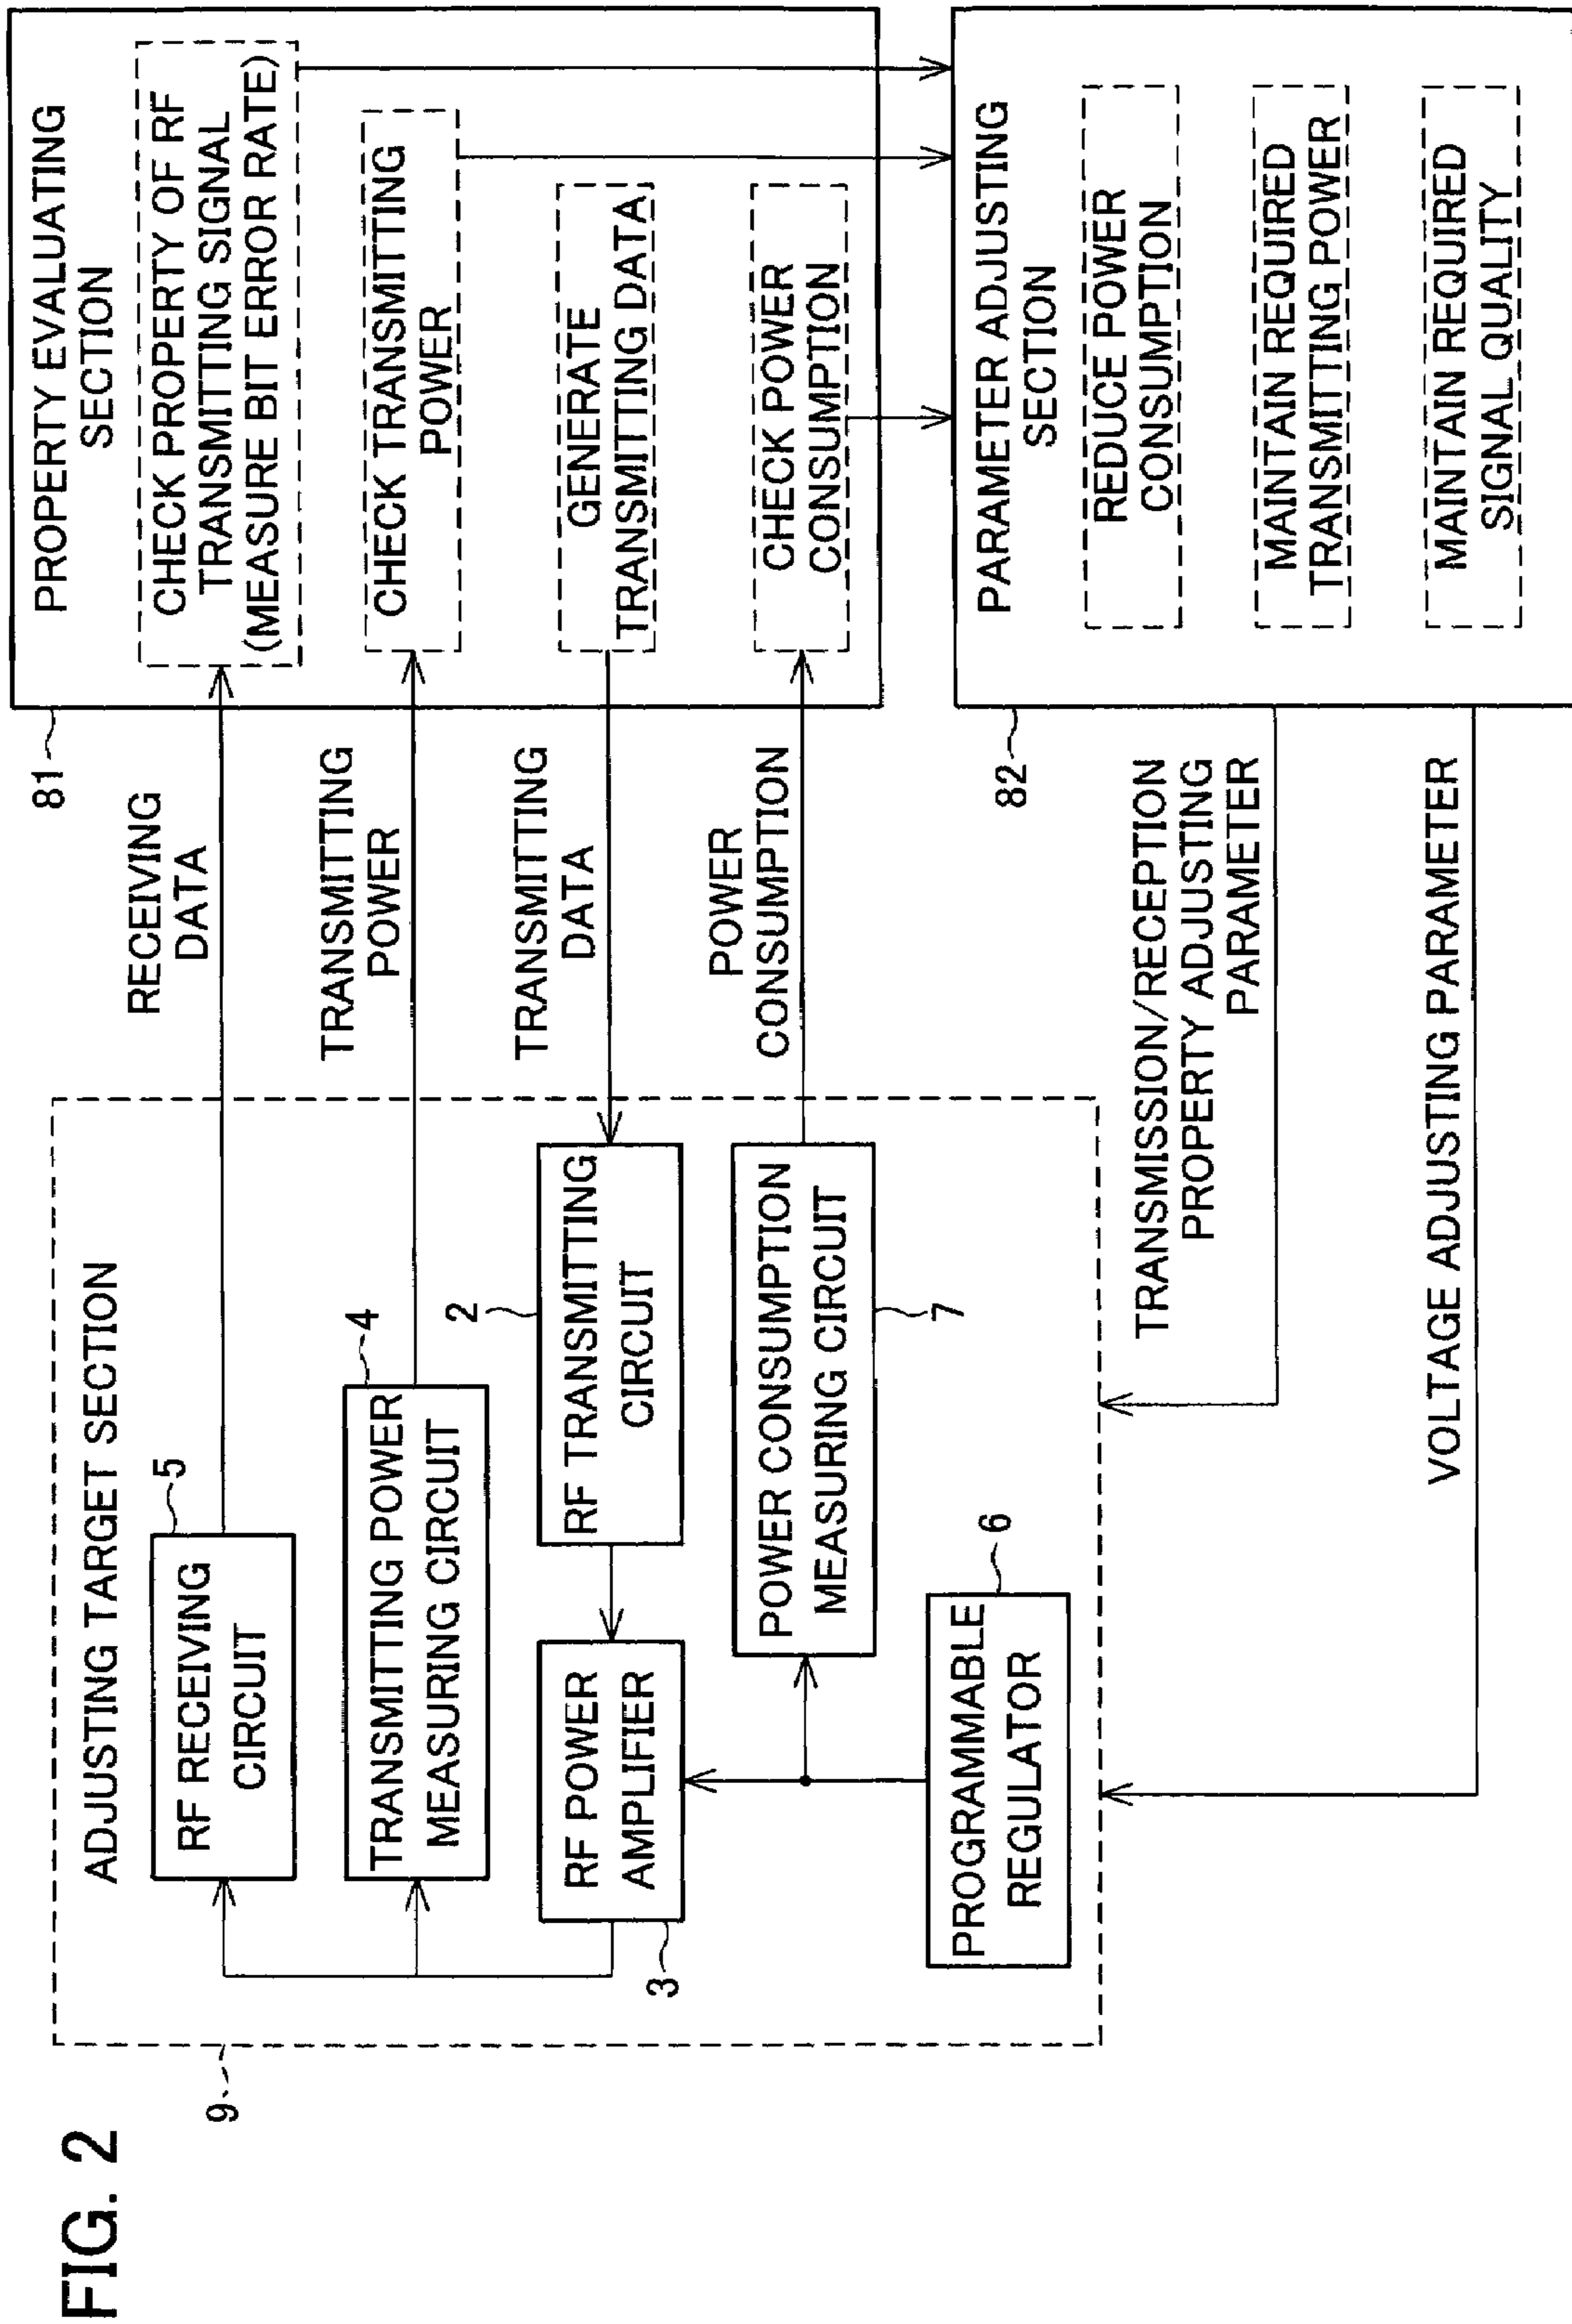 FIG. 2
9
ADJUSTING TARGET SECTION
RF RECEIVING
CIRCUIT
5
TRANSMITTING POWER
MEASURING CIRCUIT
4
RF POWER
AMPLIFIER
3
RF TRANSMITTING
CIRCUIT
2
POWER CONSUMPTION
MEASURING CIRCUIT
7
PROGRAMMABLE
REGULATOR
6
RECEIVING
DATA
TRANSMITTING
POWER
TRANSMITTING
DATA
POWER
CONSUMPTION
TRANSMISSION/RECEPTION
PROPERTY ADJUSTING
PARAMETER
VOLTAGE ADJUSTING PARAMETER
81
PROPERTY EVALUATING
SECTION
CHECK PROPERTY OF RF
TRANSMITTING SIGNAL
(MEASURE BIT ERROR RATE)
CHECK TRANSMITTING
POWER
GENERATE
TRANSMITTING DATA
CHECK POWER
CONSUMPTION
82
PARAMETER ADJUSTING
SECTION
REDUCE POWER
CONSUMPTION
MAINTAIN REQUIRED
TRANSMITTING POWER
MAINTAIN REQUIRED
SIGNAL QUALITY